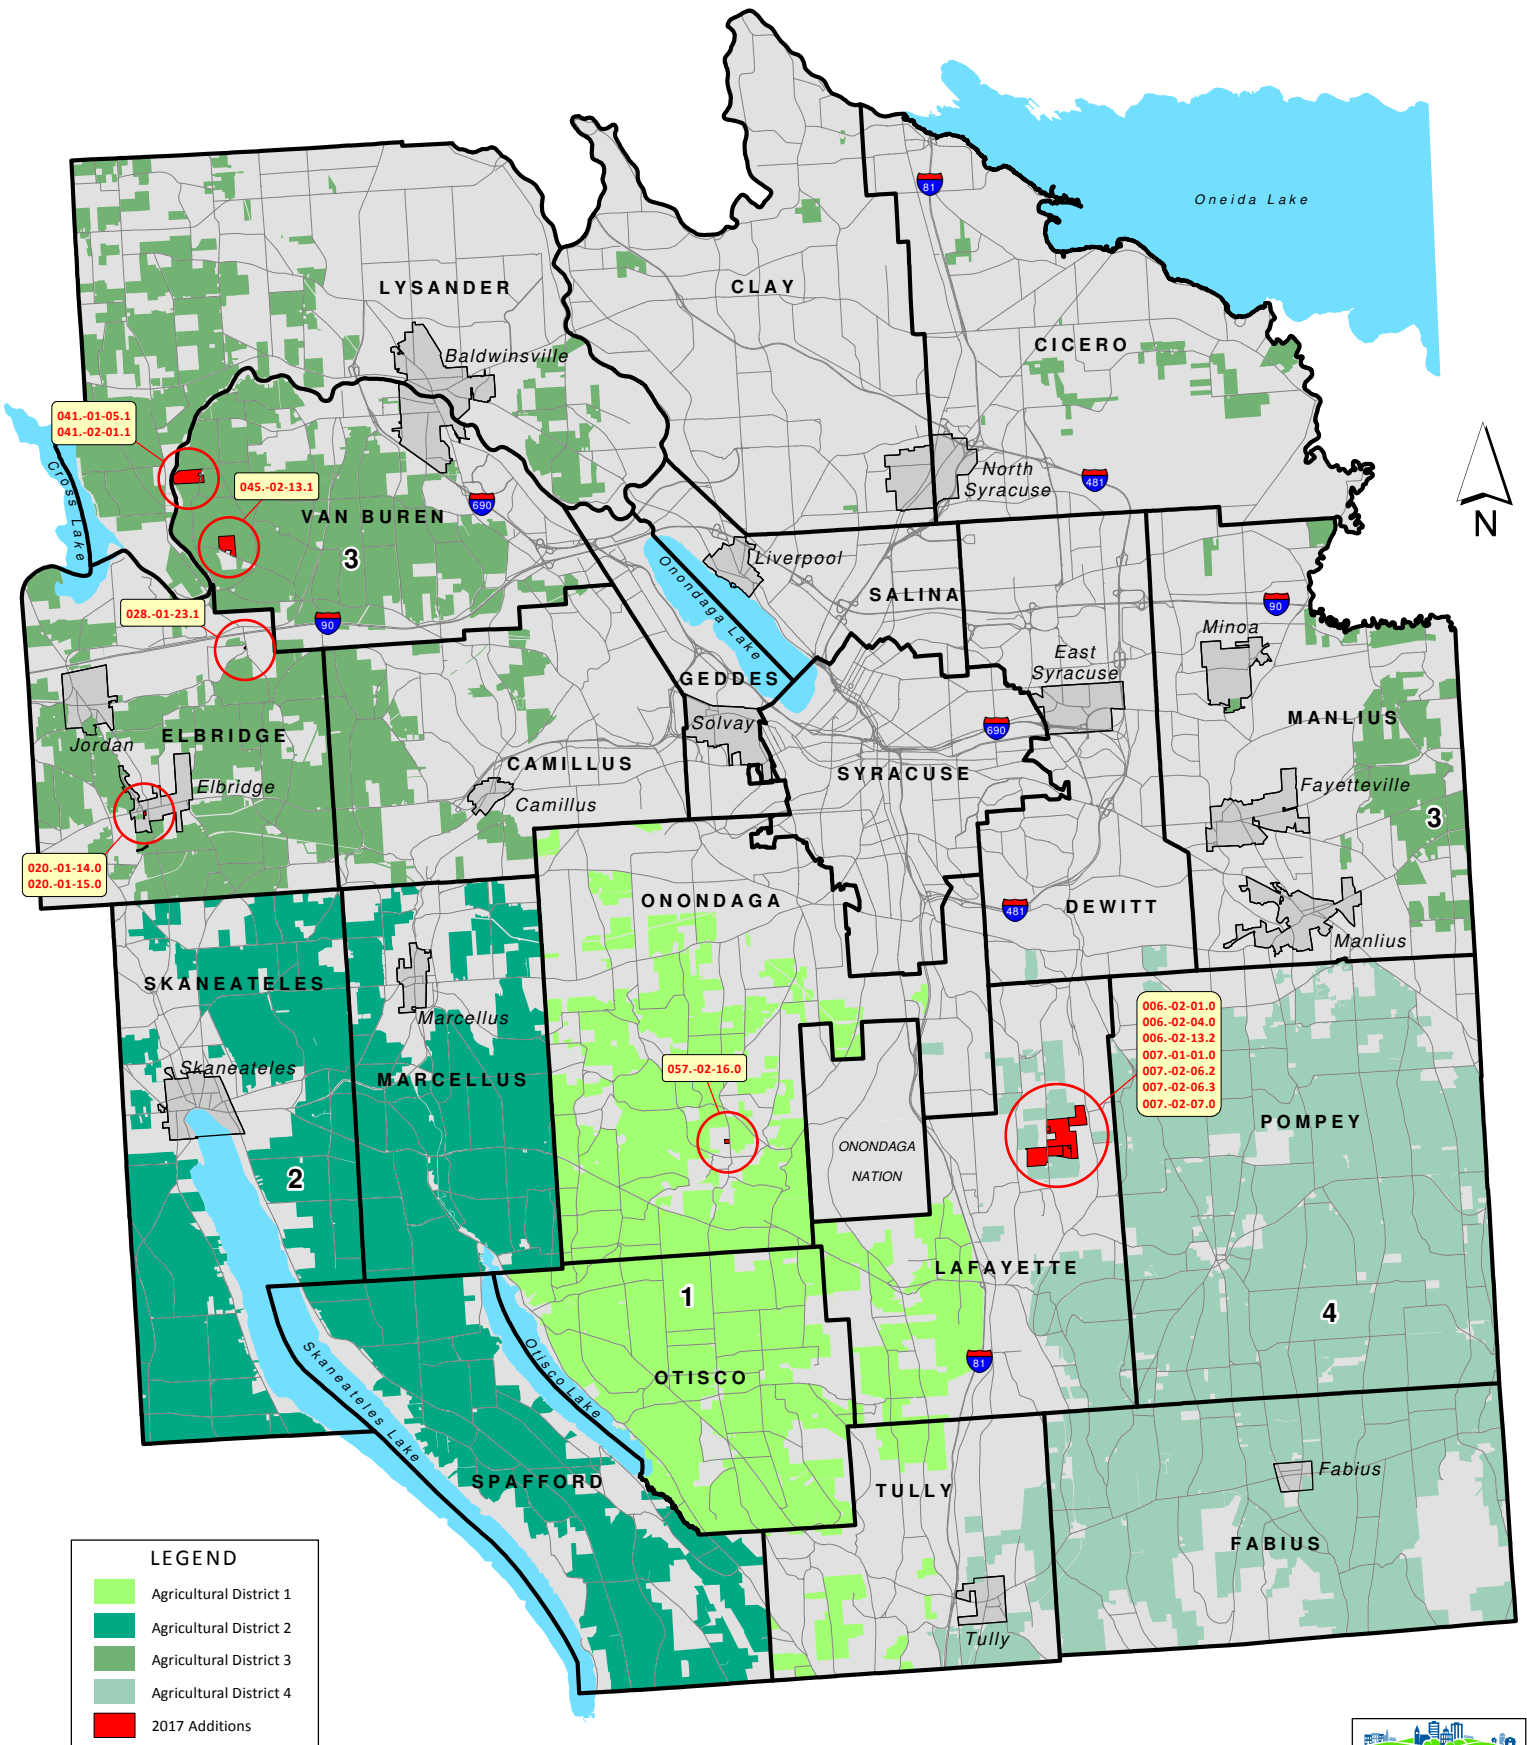 Oneida Lake
81
LYSANDER
CLAY
CICERO
Baldwinsville
041.-01-05.1
041.-02-01.1
Cross Lake
045.-02-13.1
690
VAN BUREN
3
North
Syracuse
481
N
Liverpool
Onondaga Lake
SALINA
028.-01-23.1
90
90
Minoa
East
Syracuse
GEDDES
Solvay
690
MANLIUS
Jordan
ELBRIDGE
Elbridge
CAMILLUS
Camillus
SYRACUSE
Fayetteville
3
020.-01-14.0
020.-01-15.0
ONONDAGA
481
DEWITT
Manlius
SKANEATELES
Marcellus
Skaneateles
MARCELLUS
057.-02-16.0
006.-02-01.0
006.-02-04.0
006.-02-13.2
007.-01-01.0
007.-02-06.2
007.-02-06.3
007.-02-07.0
POMPEY
ONONDAGA
NATION
2
LAFAYETTE
1
4
Skaneateles Lake
Otisco Lake
OTISCO
81
SPAFFORD
TULLY
Fabius
FABIUS
Tully
LEGEND
Agricultural District 1
Agricultural District 2
Agricultural District 3
Agricultural District 4
2017 Additions